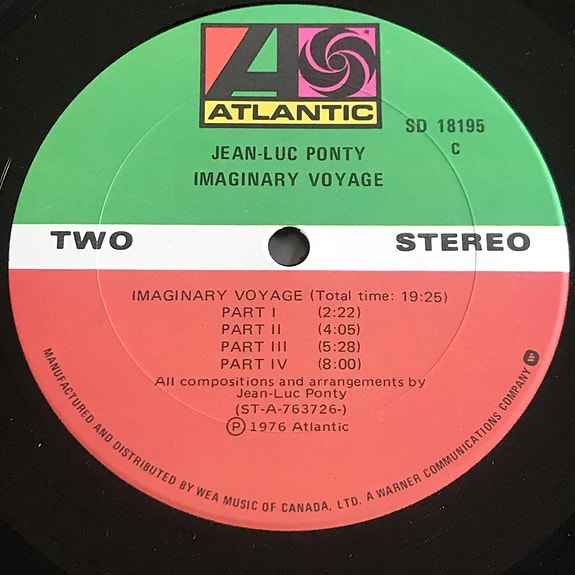 ATLANTIC
SD 18195
C
JEAN-LUC PONTY
IMAGINARY VOYAGE
TWO
STEREO
IMAGINARY VOYAGE (Total time: 19:25)
PART I (2:22)
PART II (4:05)
PART III (5:28)
PART IV (8:00)
All compositions and arrangements by
Jean-Luc Ponty
(ST-A-763726-)
Ⓟ 1976 Atlantic
MANUFACTURED AND DISTRIBUTED BY WEA MUSIC OF CANADA, LTD. A WARNER COMMUNICATIONS COMPANY